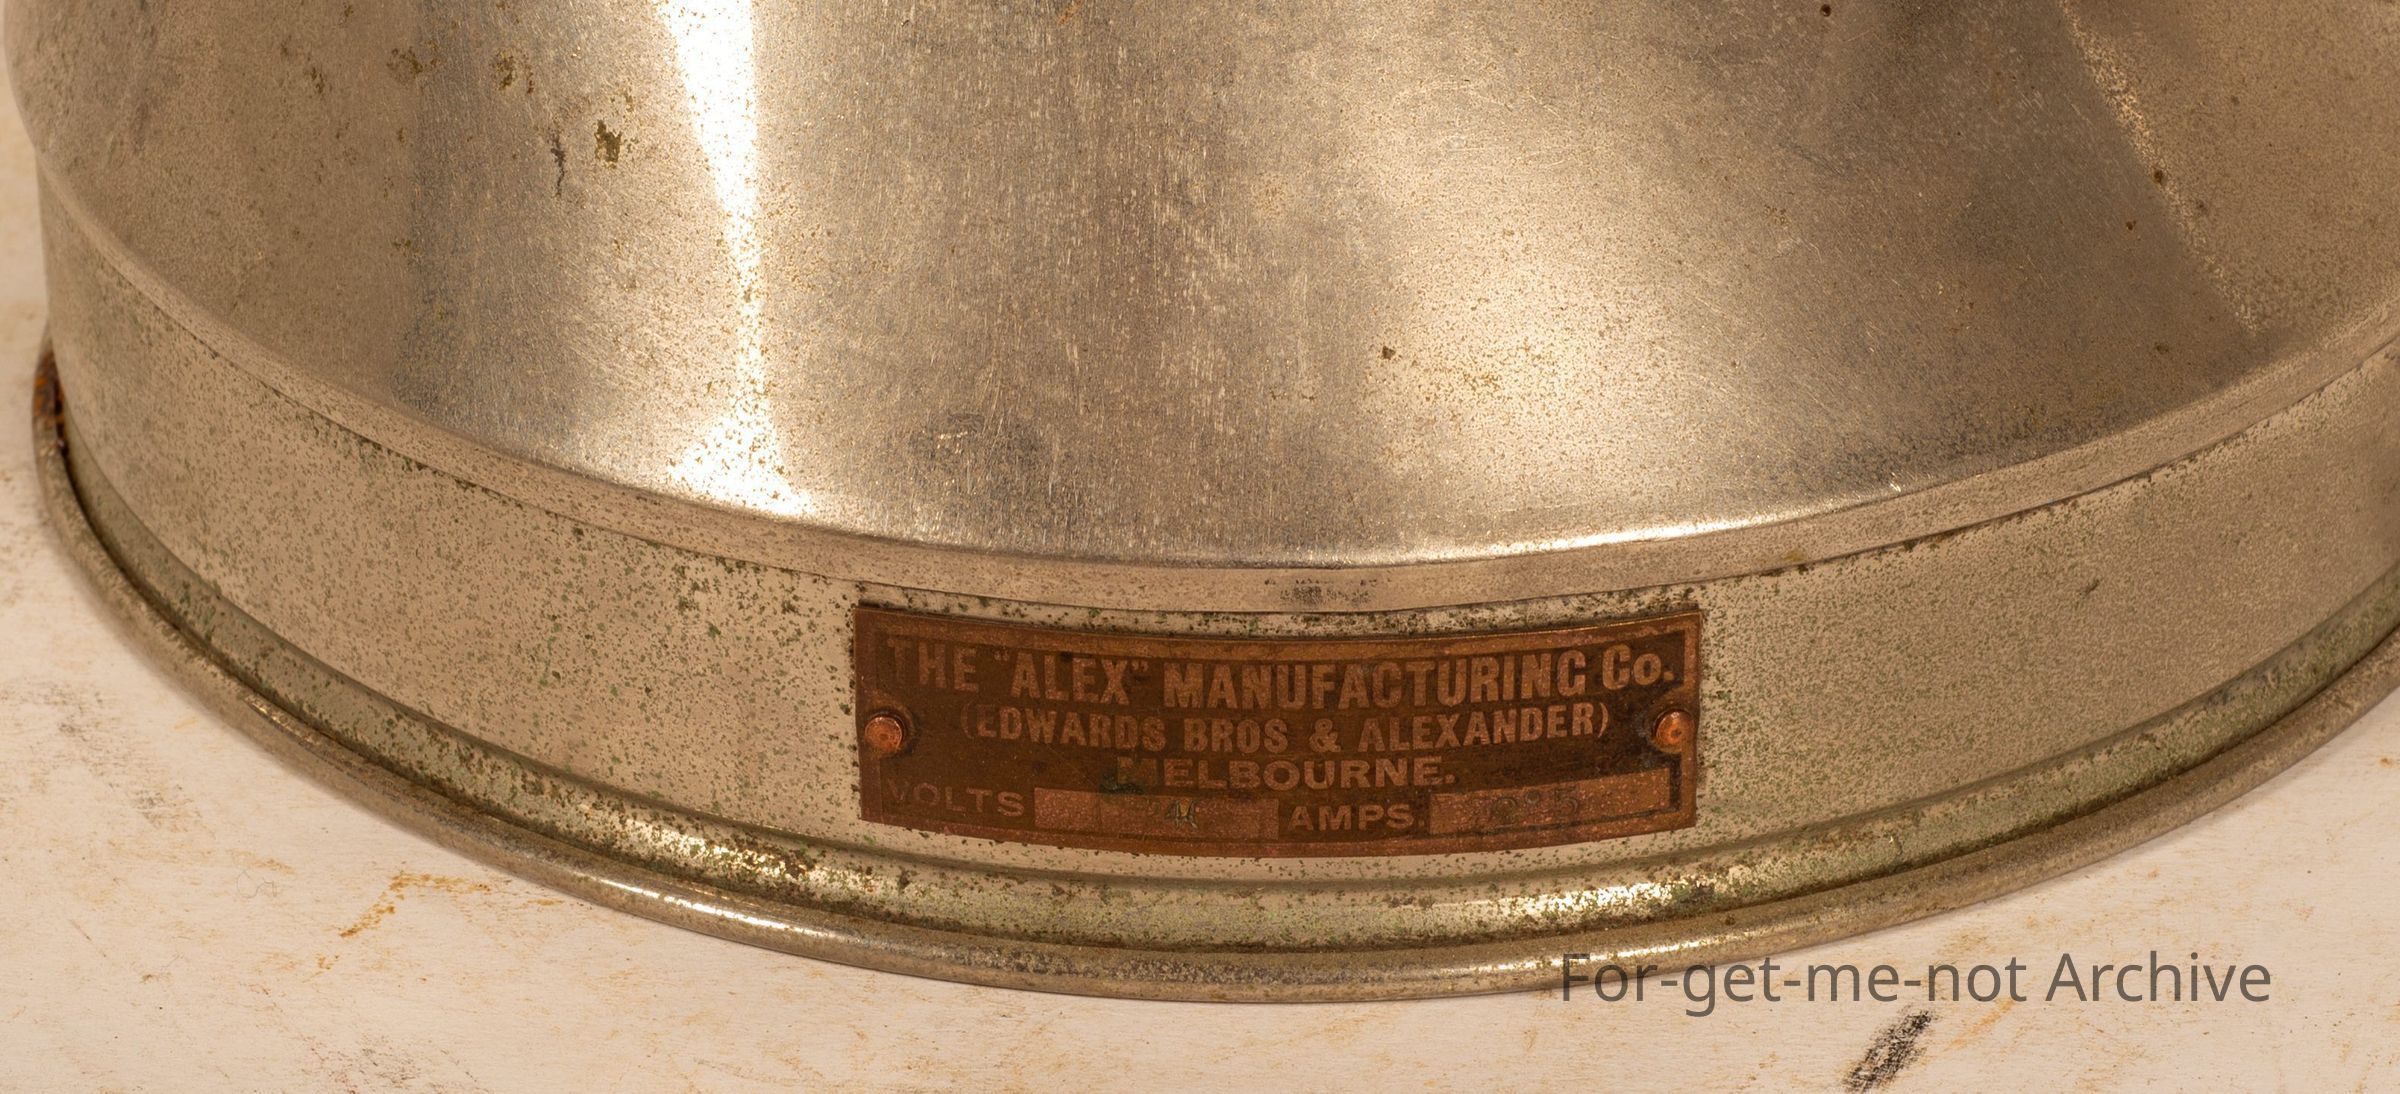 THE "ALEX" MANUFACTURING Co.
(EDWARDS BROS & ALEXANDER)
MELBOURNE.
VOLTS AMPS.
For-get-me-not Archive